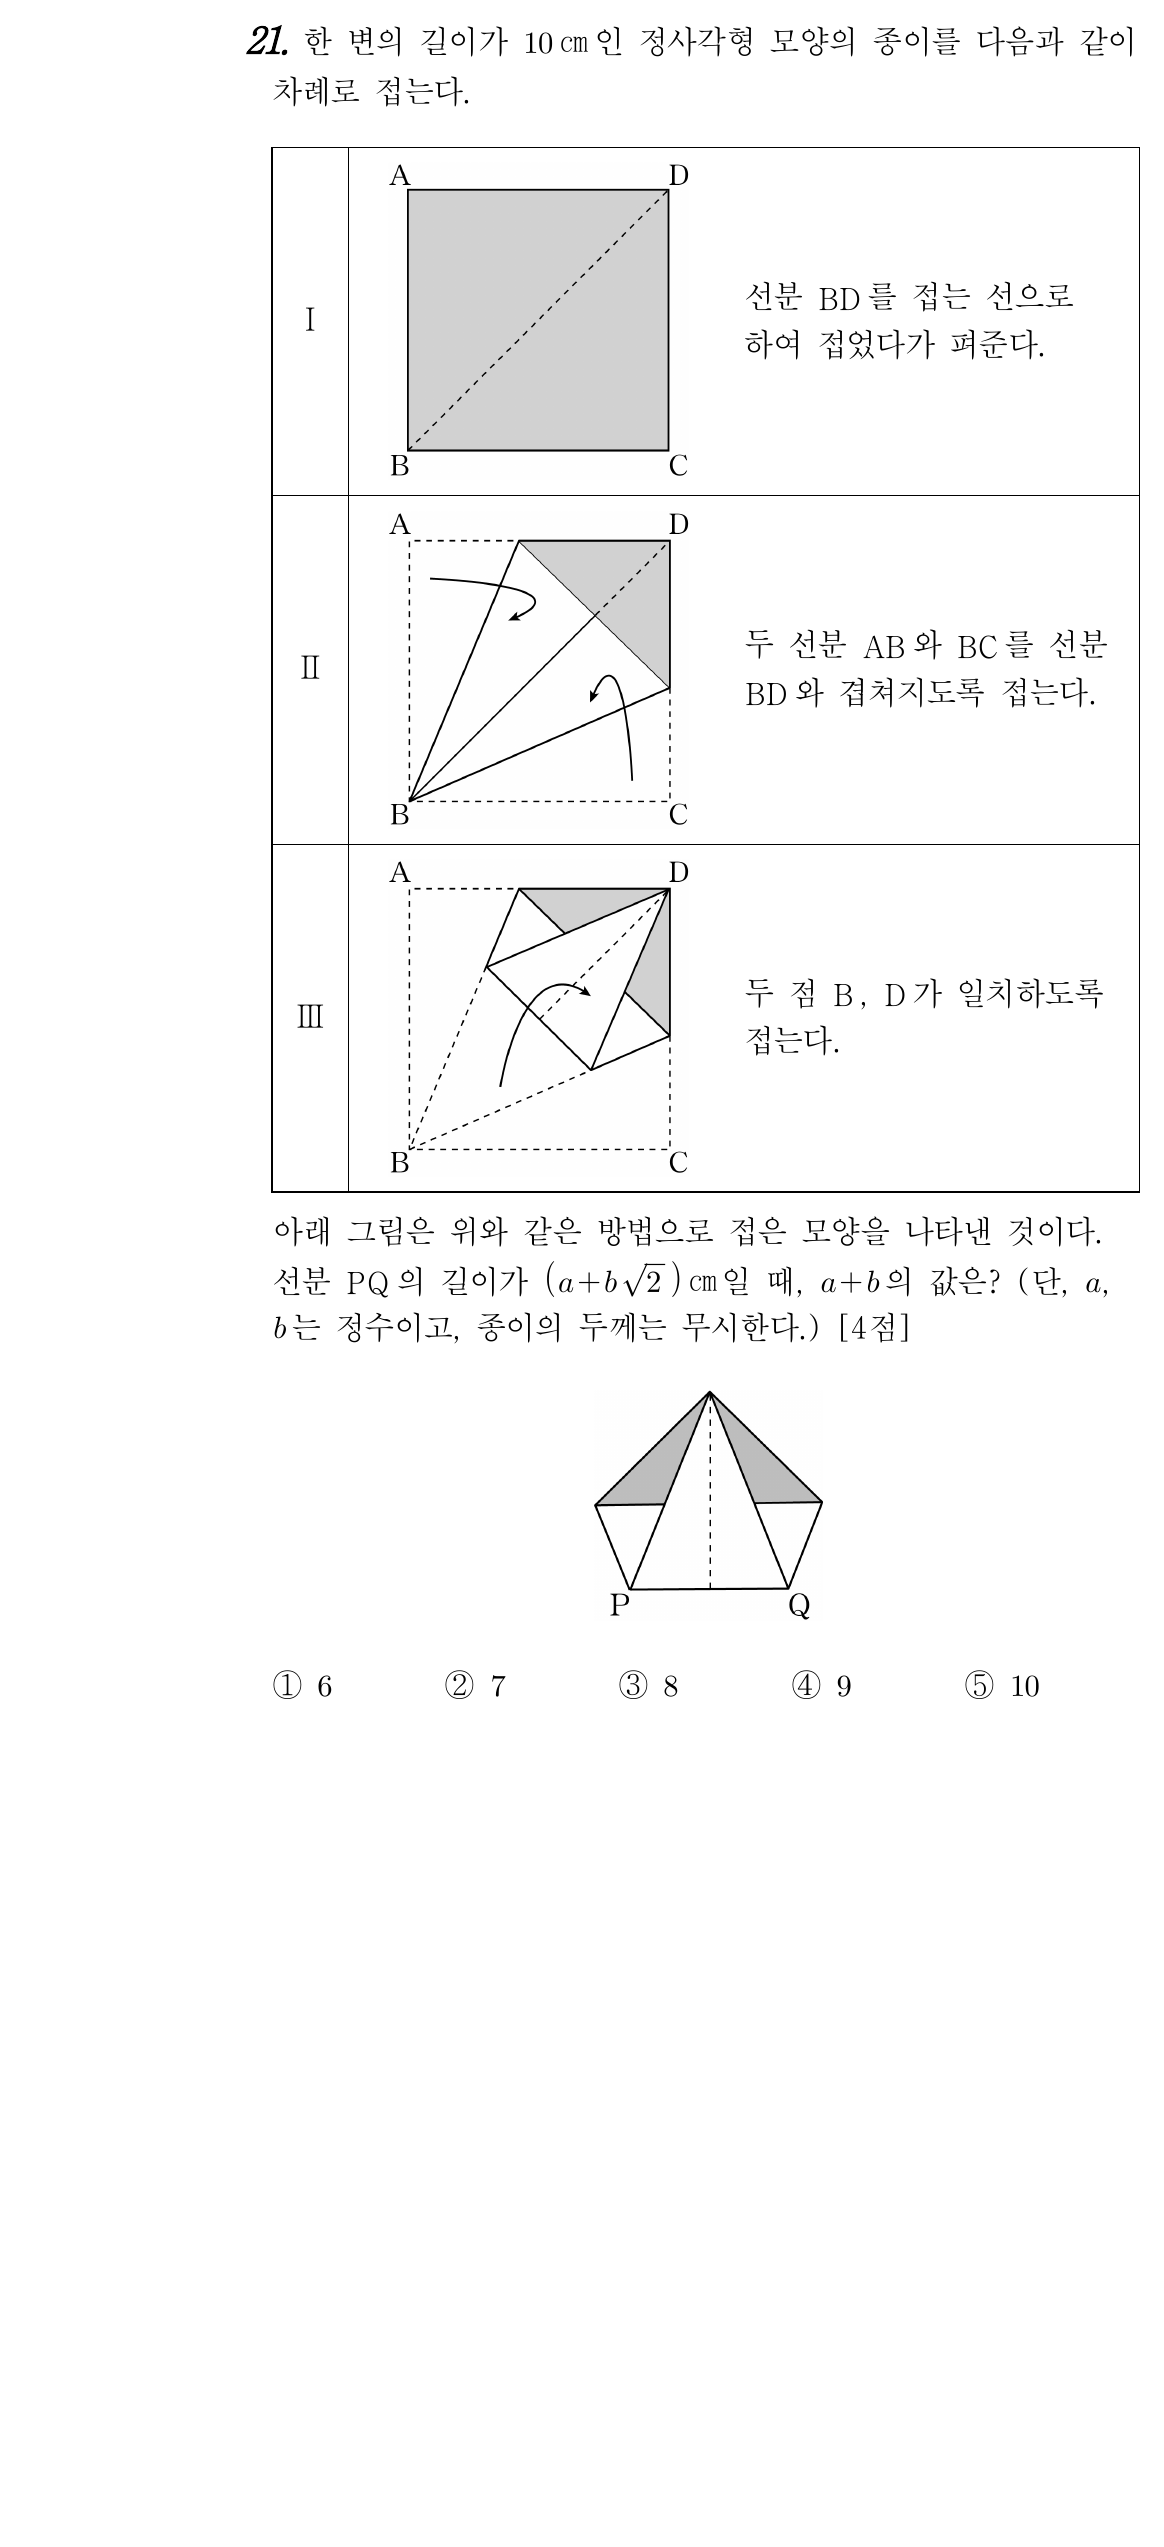 21. 한 변의 길이가 10㎝인 정사각형 모양의 종이를 다음과 같이
차례로 접는다.
A D
Ⅰ
선분 BD를 접는 선으로
하여 접었다가 펴준다.
B C
A D
Ⅱ
두 선분 AB와 BC를 선분
BD와 겹쳐지도록 접는다.
B C
A D
Ⅲ
두 점 B, D가 일치하도록
접는다.
B C
아래 그림은 위와 같은 방법으로 접은 모양을 나타낸 것이다.
선분 PQ의 길이가 (a+b√2)㎝일 때, a+b의 값은? (단, a,
b는 정수이고, 종이의 두께는 무시한다.) [4점]
P Q
① 6 ② 7 ③ 8 ④ 9 ⑤ 10